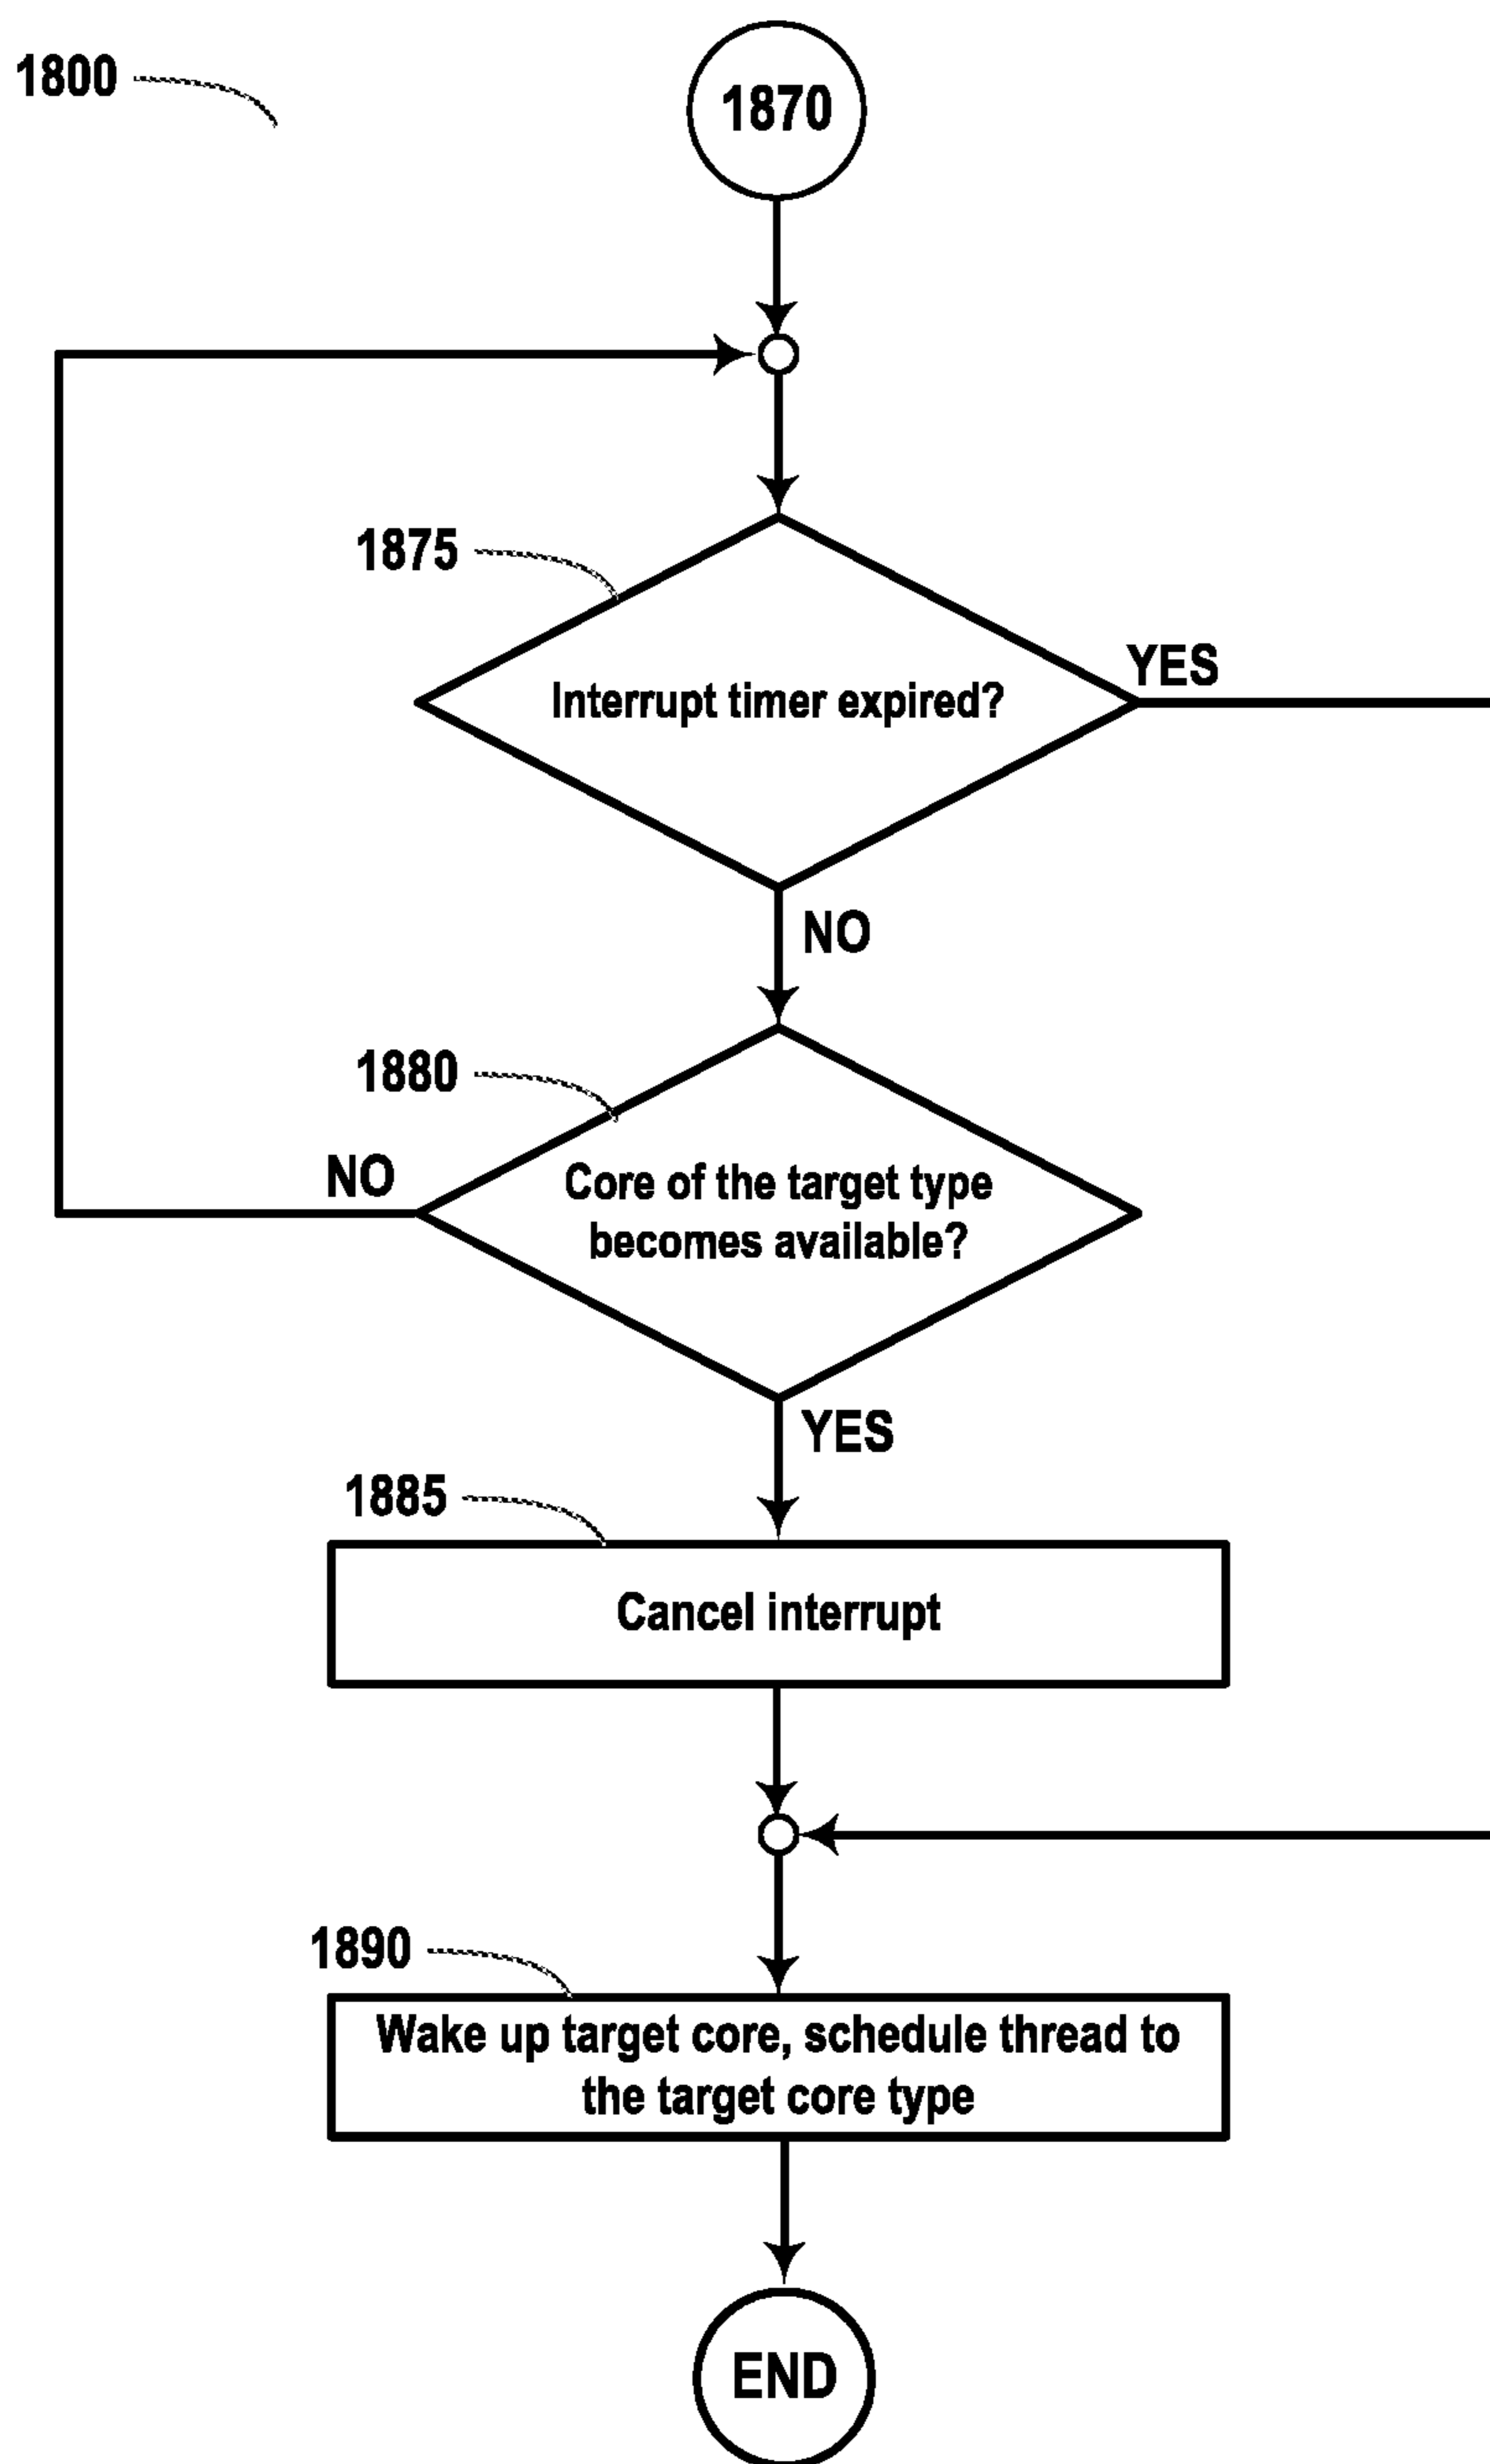 1800
1870
1875
YES
Interrupt timer expired?
NO
1880
NO
Core of the target type
becomes available?
YES
1885
Cancel interrupt
1890
Wake up target core, schedule thread to
the target core type
END